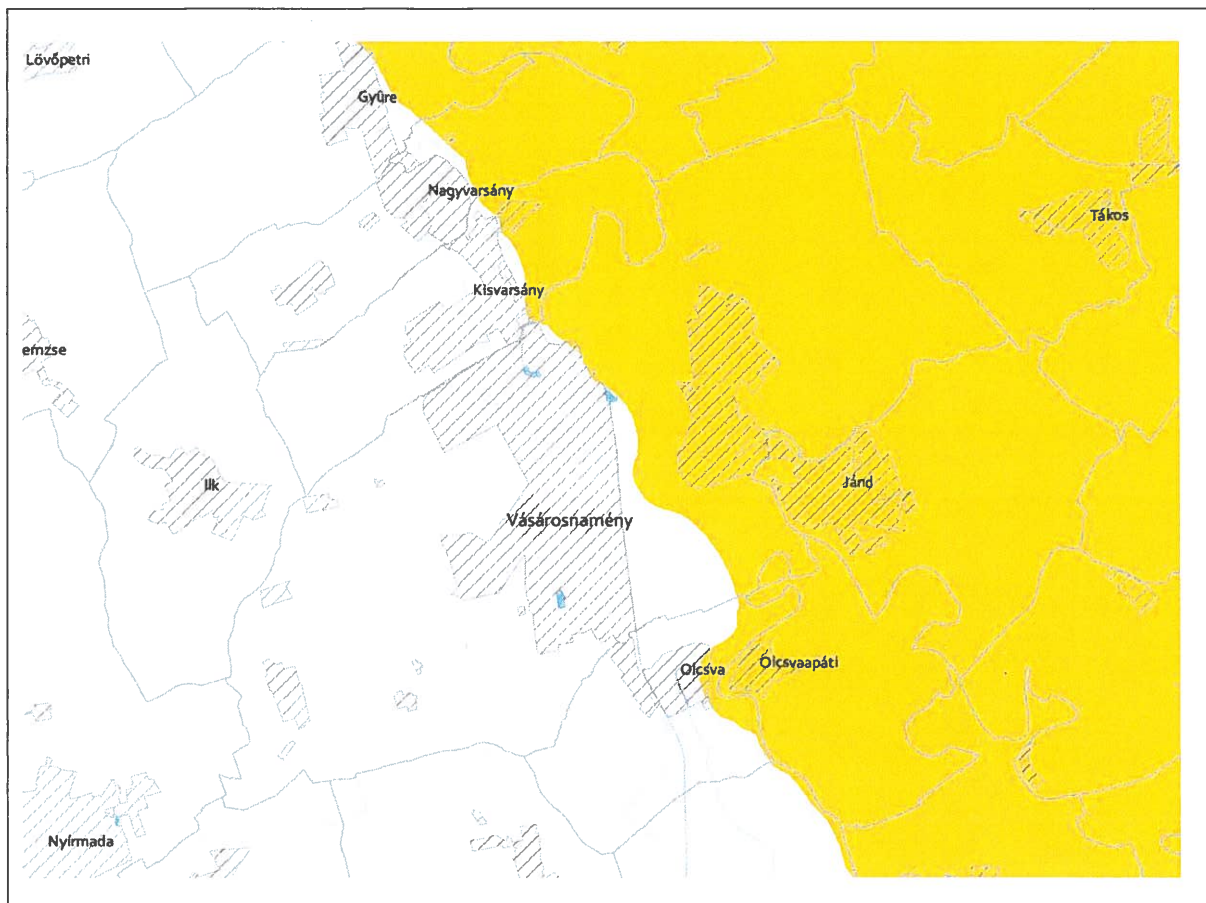 Lövőpetri
Gyüre
Nagyvarsány
Tákos
Kisvarsány
emzse
Ilk
Jánd
Vásárosnamény
Olcsva
Olcsvaapáti
Nyírmada